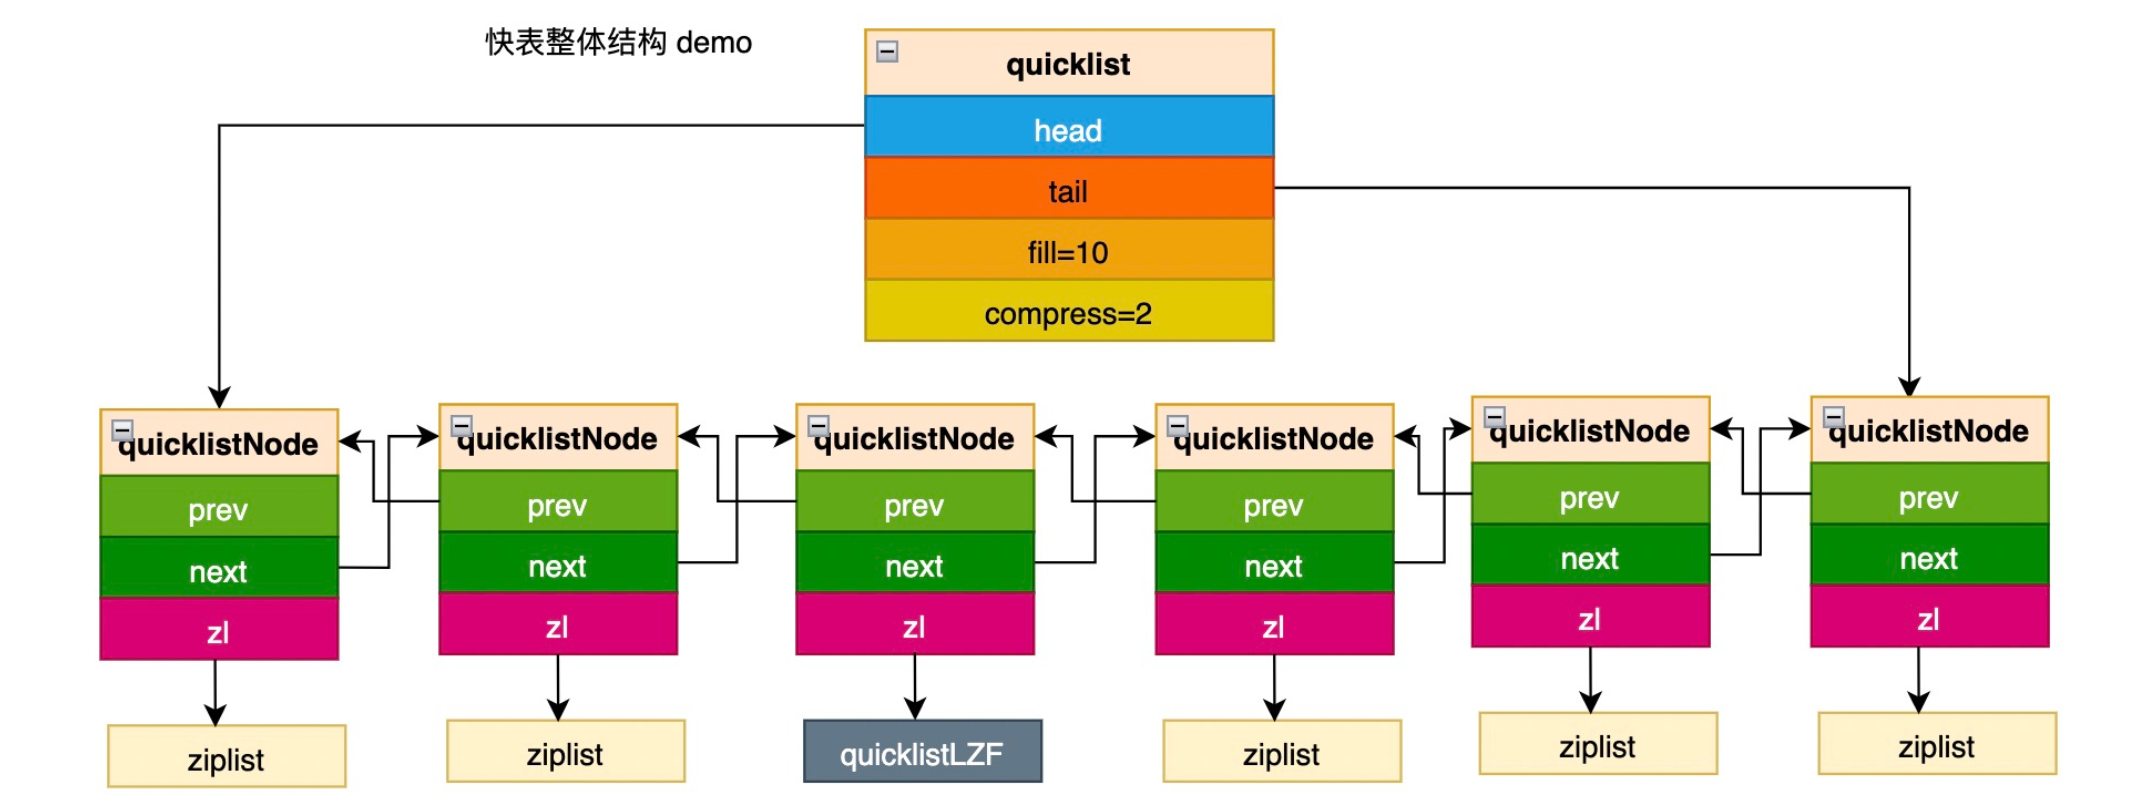 快表整体结构 demo
quicklist
head
tail
fill=10
compress=2
quicklistNode
prev
next
zl
ziplist
quicklistNode
prev
next
zl
ziplist
quicklistNode
prev
next
zl
quicklistLZF
quicklistNode
prev
next
zl
ziplist
quicklistNode
prev
next
zl
ziplist
quicklistNode
prev
next
zl
ziplist